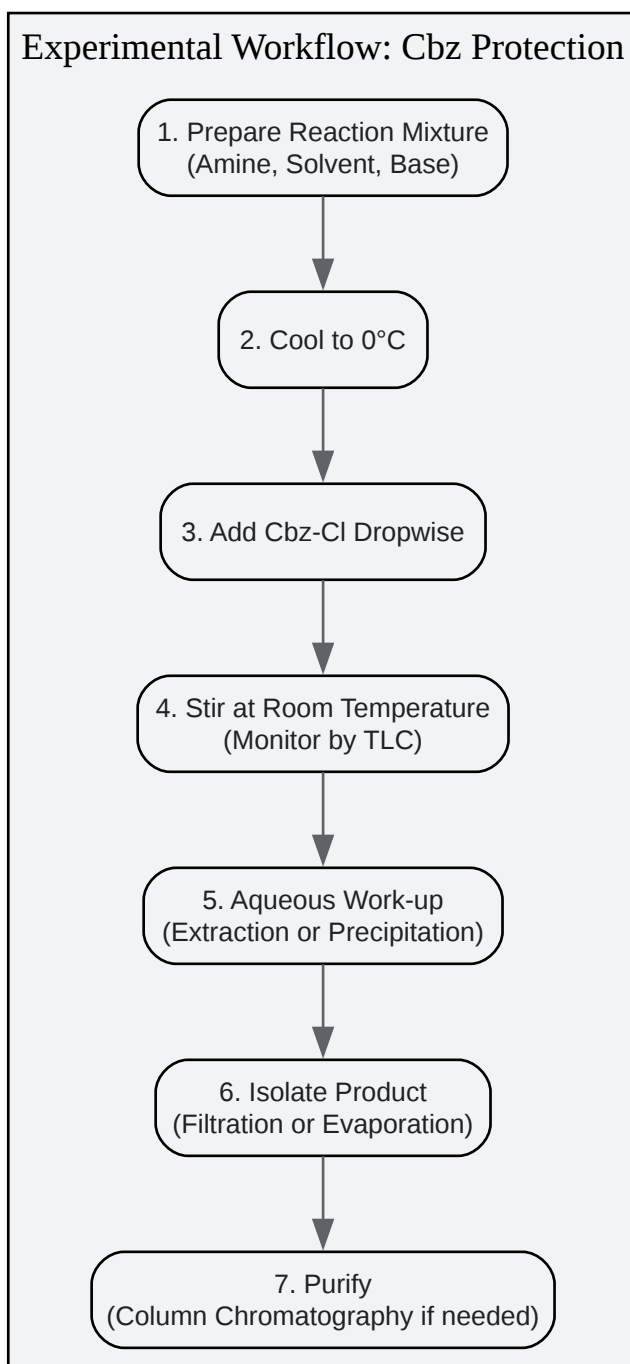 Experimental Workflow: Cbz Protection
1. Prepare Reaction Mixture
(Amine, Solvent, Base)
2. Cool to 0°C
3. Add Cbz-Cl Dropwise
4. Stir at Room Temperature
(Monitor by TLC)
5. Aqueous Work-up
(Extraction or Precipitation)
6. Isolate Product
(Filtration or Evaporation)
7. Purify
(Column Chromatography if needed)